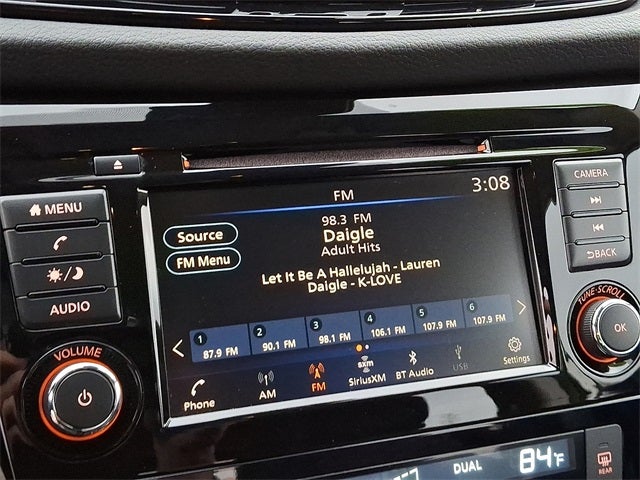 FM
3:08
98.3 FM
Daigle
Adult Hits
Let It Be A Hallelujah - Lauren
Daigle - K-LOVE
Source
FM Menu
1 87.9 FM
2 90.1 FM
3 98.1 FM
4 106.1 FM
5 107.9 FM
6 107.9 FM
Phone
AM
FM
sxm
SiriusXM
BT Audio
USB
Settings
MENU
AUDIO
VOLUME
CAMERA
BACK
TUNE·SCROLL
OK
DUAL
84°F
REAR